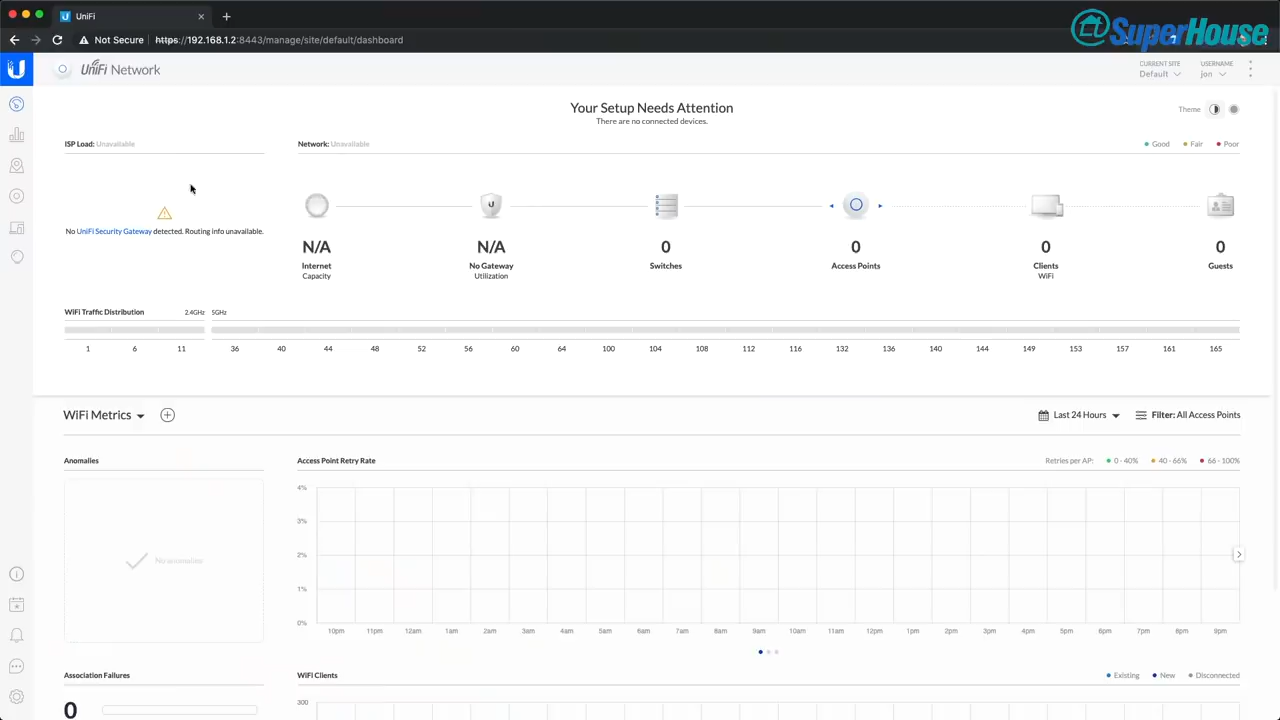 UniFi
SuperHouse
Not Secure
https://192.168.1.2:8443/manage/site/default/dashboard
UniFi Network
CURRENT SITE
Default
USERNAME
jon
Your Setup Needs Attention
There are no connected devices.
Theme
ISP Load: Unavailable
Network: Unavailable
Good Fair Poor
No UniFi Security Gateway detected. Routing info unavailable.
N/A
Internet
Capacity
N/A
No Gateway
Utilization
0
Switches
0
Access Points
0
Clients
WiFi
0
Guests
WiFi Traffic Distribution 2.4GHz 5GHz
1 6 11 36 40 44 48 52 56 60 64 100 104 108 112 116 132 136 140 144 149 153 157 161 165
WiFi Metrics
Last 24 Hours
Filter: All Access Points
Anomalies
No anomalies
Access Point Retry Rate
Retries per AP: 0 - 40% 40 - 66% 66 - 100%
4%
3%
2%
1%
0%
10pm 11pm 12am 1am 2am 3am 4am 5am 6am 7am 8am 9am 10am 11am 12pm 1pm 2pm 3pm 4pm 5pm 6pm 7pm 8pm 9pm
Association Failures
0
WiFi Clients
Existing New Disconnected
300